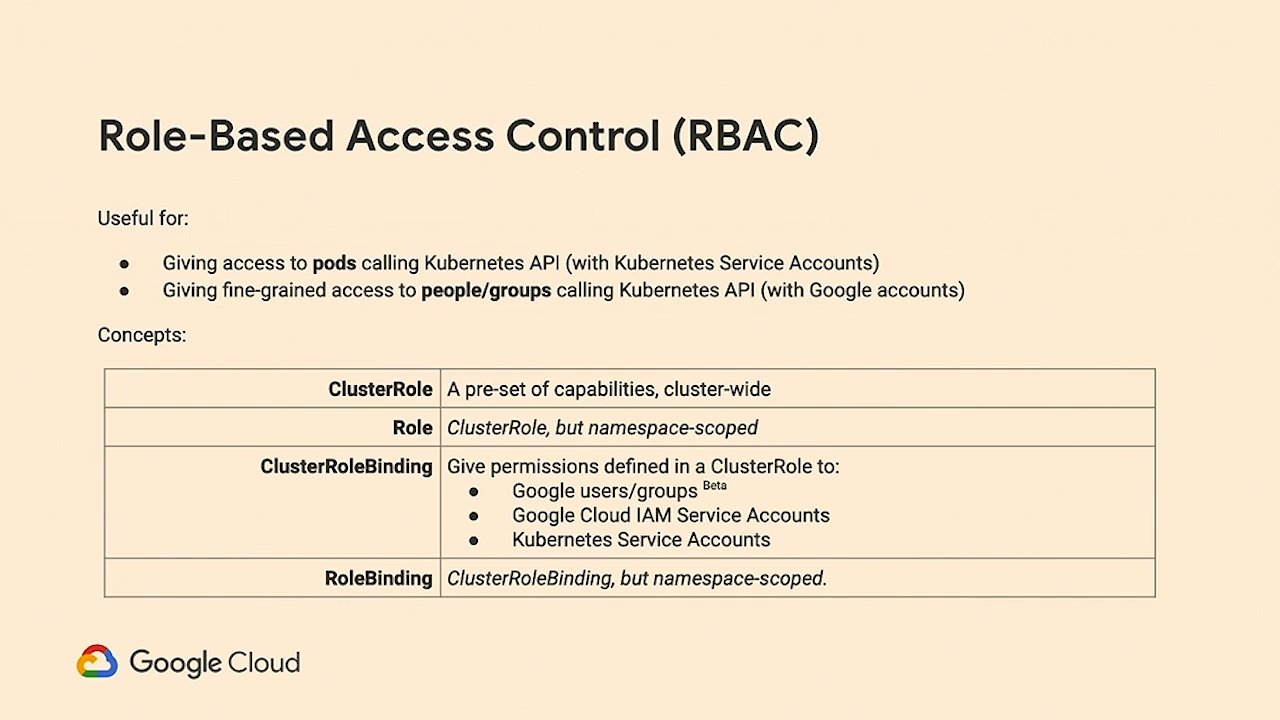 Role-Based Access Control (RBAC)
Useful for:
● Giving access to pods calling Kubernetes API (with Kubernetes Service Accounts)
● Giving fine-grained access to people/groups calling Kubernetes API (with Google accounts)
Concepts:
ClusterRole A pre-set of capabilities, cluster-wide
Role ClusterRole, but namespace-scoped
ClusterRoleBinding Give permissions defined in a ClusterRole to:
● Google users/groups Beta
● Google Cloud IAM Service Accounts
● Kubernetes Service Accounts
RoleBinding ClusterRoleBinding, but namespace-scoped.
Google Cloud